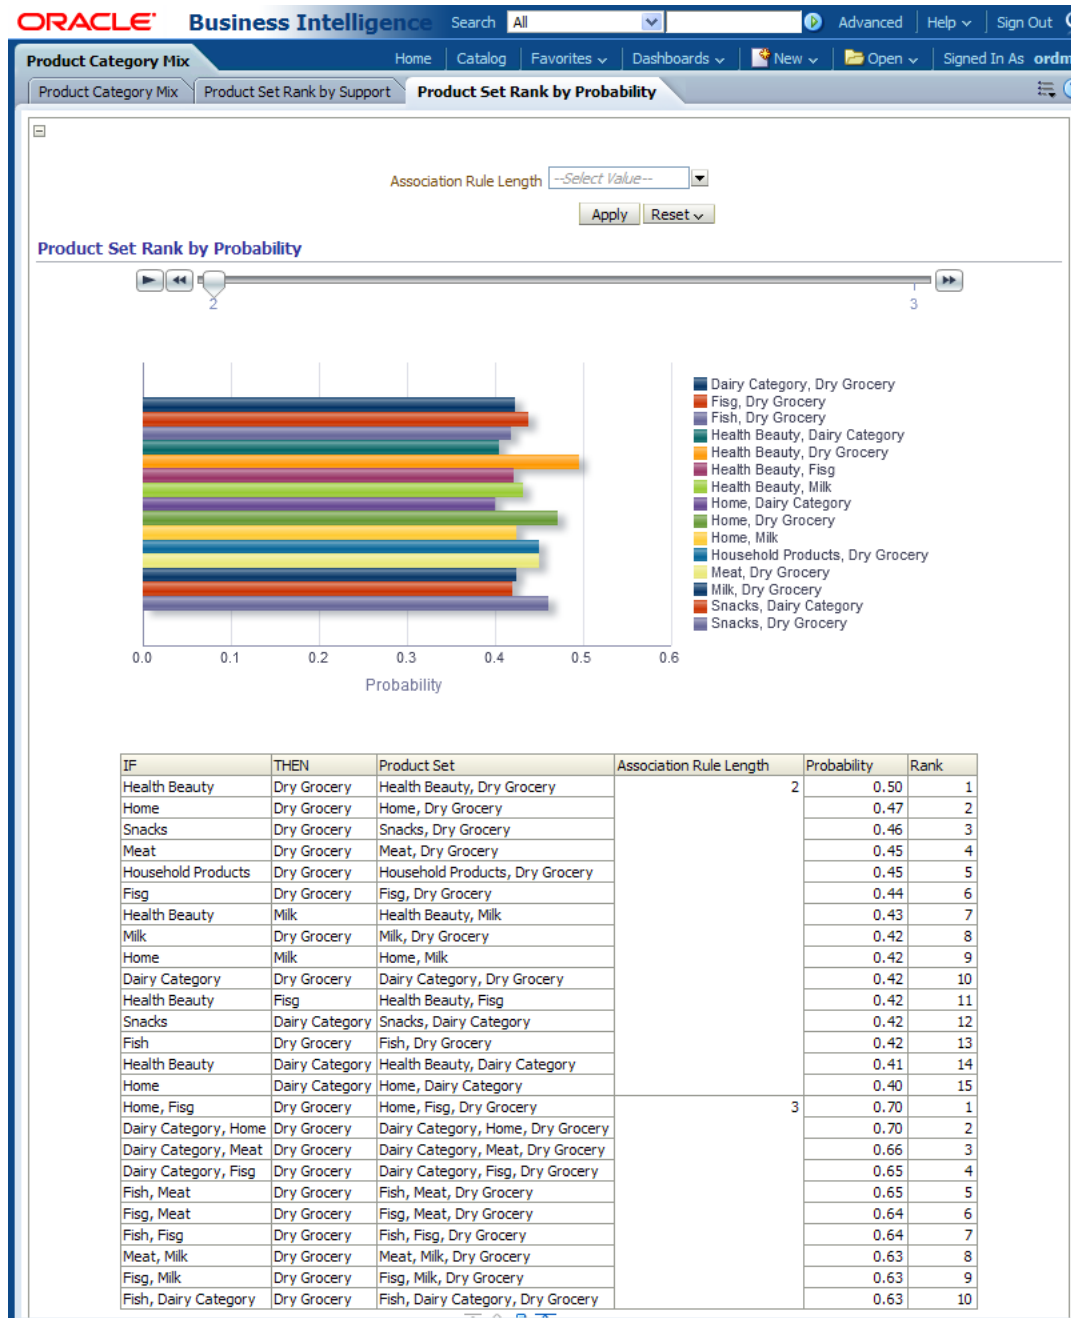 ORACLE Business Intelligence Search All Advanced Help Sign Out
Product Category Mix Home Catalog Favorites Dashboards New Open Signed In As ordm
Product Category Mix Product Set Rank by Support Product Set Rank by Probability
Association Rule Length --Select Value--
Apply Reset
Product Set Rank by Probability
2 3
Dairy Category, Dry Grocery
Fisg, Dry Grocery
Fish, Dry Grocery
Health Beauty, Dairy Category
Health Beauty, Dry Grocery
Health Beauty, Fisg
Health Beauty, Milk
Home, Dairy Category
Home, Dry Grocery
Home, Milk
Household Products, Dry Grocery
Meat, Dry Grocery
Milk, Dry Grocery
Snacks, Dairy Category
Snacks, Dry Grocery
0.0 0.1 0.2 0.3 0.4 0.5 0.6
Probability
IF THEN Product Set Association Rule Length Probability Rank
Health Beauty Dry Grocery Health Beauty, Dry Grocery 2 0.50 1
Home Dry Grocery Home, Dry Grocery 0.47 2
Snacks Dry Grocery Snacks, Dry Grocery 0.46 3
Meat Dry Grocery Meat, Dry Grocery 0.45 4
Household Products Dry Grocery Household Products, Dry Grocery 0.45 5
Fisg Dry Grocery Fisg, Dry Grocery 0.44 6
Health Beauty Milk Health Beauty, Milk 0.43 7
Milk Dry Grocery Milk, Dry Grocery 0.42 8
Home Milk Home, Milk 0.42 9
Dairy Category Dry Grocery Dairy Category, Dry Grocery 0.42 10
Health Beauty Fisg Health Beauty, Fisg 0.42 11
Snacks Dairy Category Snacks, Dairy Category 0.42 12
Fish Dry Grocery Fish, Dry Grocery 0.42 13
Health Beauty Dairy Category Health Beauty, Dairy Category 0.41 14
Home Dairy Category Home, Dairy Category 0.40 15
Home, Fisg Dry Grocery Home, Fisg, Dry Grocery 3 0.70 1
Dairy Category, Home Dry Grocery Dairy Category, Home, Dry Grocery 0.70 2
Dairy Category, Meat Dry Grocery Dairy Category, Meat, Dry Grocery 0.66 3
Dairy Category, Fisg Dry Grocery Dairy Category, Fisg, Dry Grocery 0.65 4
Fish, Meat Dry Grocery Fish, Meat, Dry Grocery 0.65 5
Fisg, Meat Dry Grocery Fisg, Meat, Dry Grocery 0.64 6
Fish, Fisg Dry Grocery Fish, Fisg, Dry Grocery 0.64 7
Meat, Milk Dry Grocery Meat, Milk, Dry Grocery 0.63 8
Fisg, Milk Dry Grocery Fisg, Milk, Dry Grocery 0.63 9
Fish, Dairy Category Dry Grocery Fish, Dairy Category, Dry Grocery 0.63 10